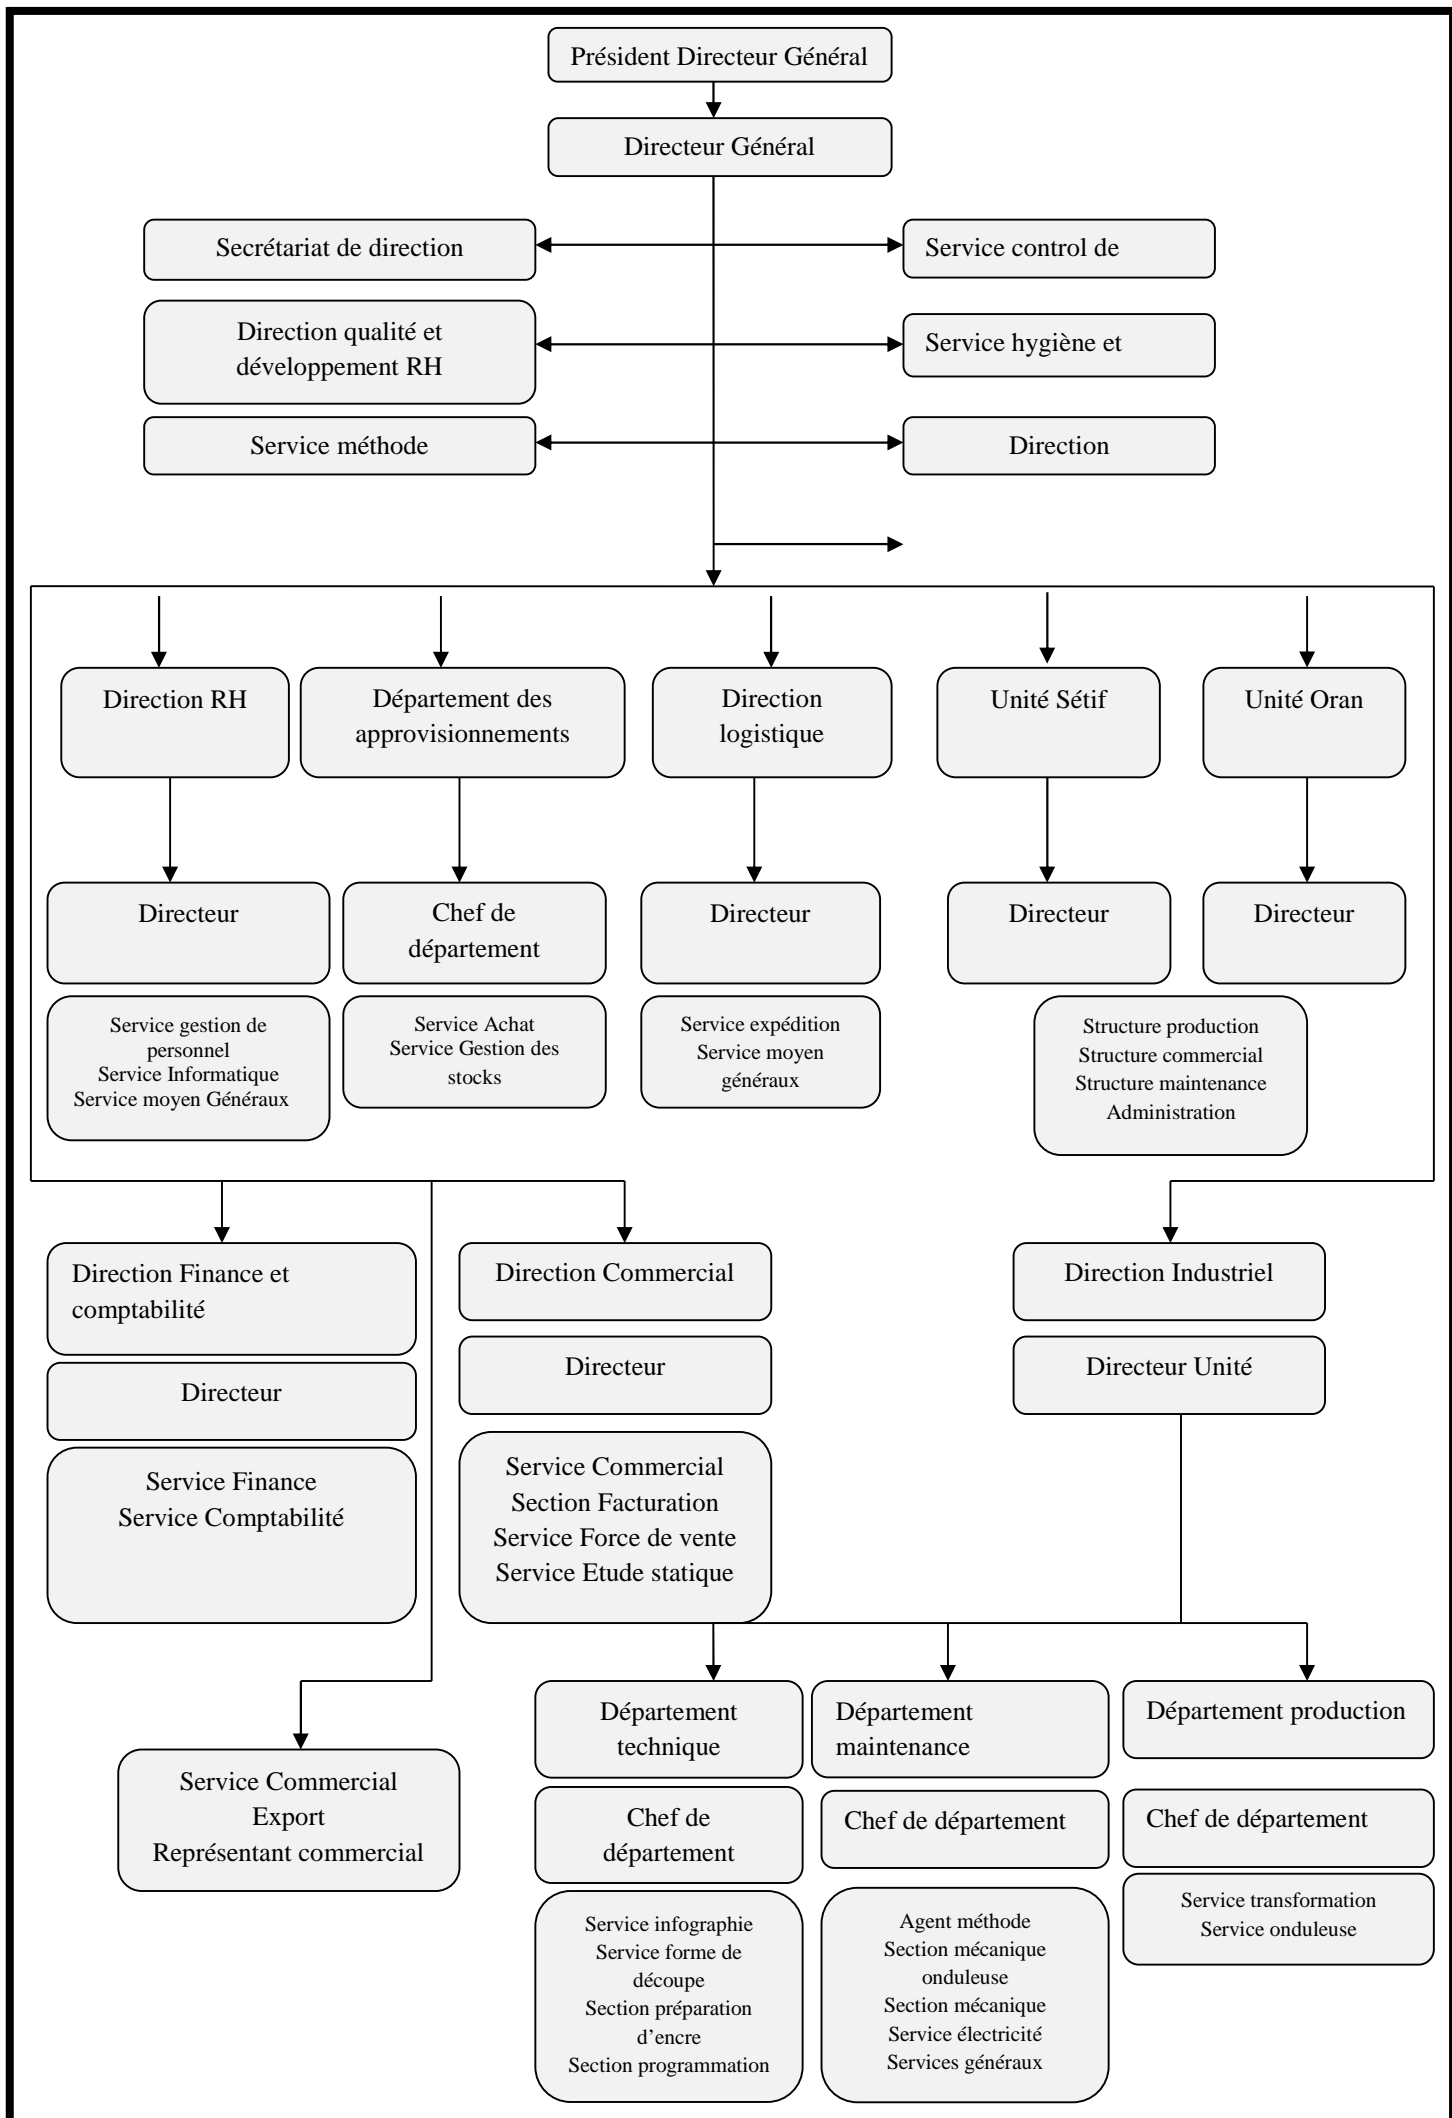 Président Directeur Général
Directeur Général
Secrétariat de direction
Service control de
Direction qualité et
développement RH
Service hygiène et
Service méthode
Direction
Direction RH
Département des
approvisionnements
Direction
logistique
Unité Sétif
Unité Oran
Directeur
Chef de
département
Directeur
Directeur
Directeur
Service gestion de
personnel
Service Informatique
Service moyen Généraux
Service Achat
Service Gestion des
stocks
Service expédition
Service moyen
généraux
Structure production
Structure commercial
Structure maintenance
Administration
Direction Finance et
comptabilité
Direction Commercial
Direction Industriel
Directeur
Directeur
Directeur Unité
Service Finance
Service Comptabilité
Service Commercial
Section Facturation
Service Force de vente
Service Etude statique
Département
technique
Département
maintenance
Département production
Service Commercial
Export
Représentant commercial
Chef de
département
Chef de département
Chef de département
Service infographie
Service forme de
découpe
Section préparation
d’encre
Section programmation
Agent méthode
Section mécanique
onduleuse
Section mécanique
Service électricité
Services généraux
Service transformation
Service onduleuse